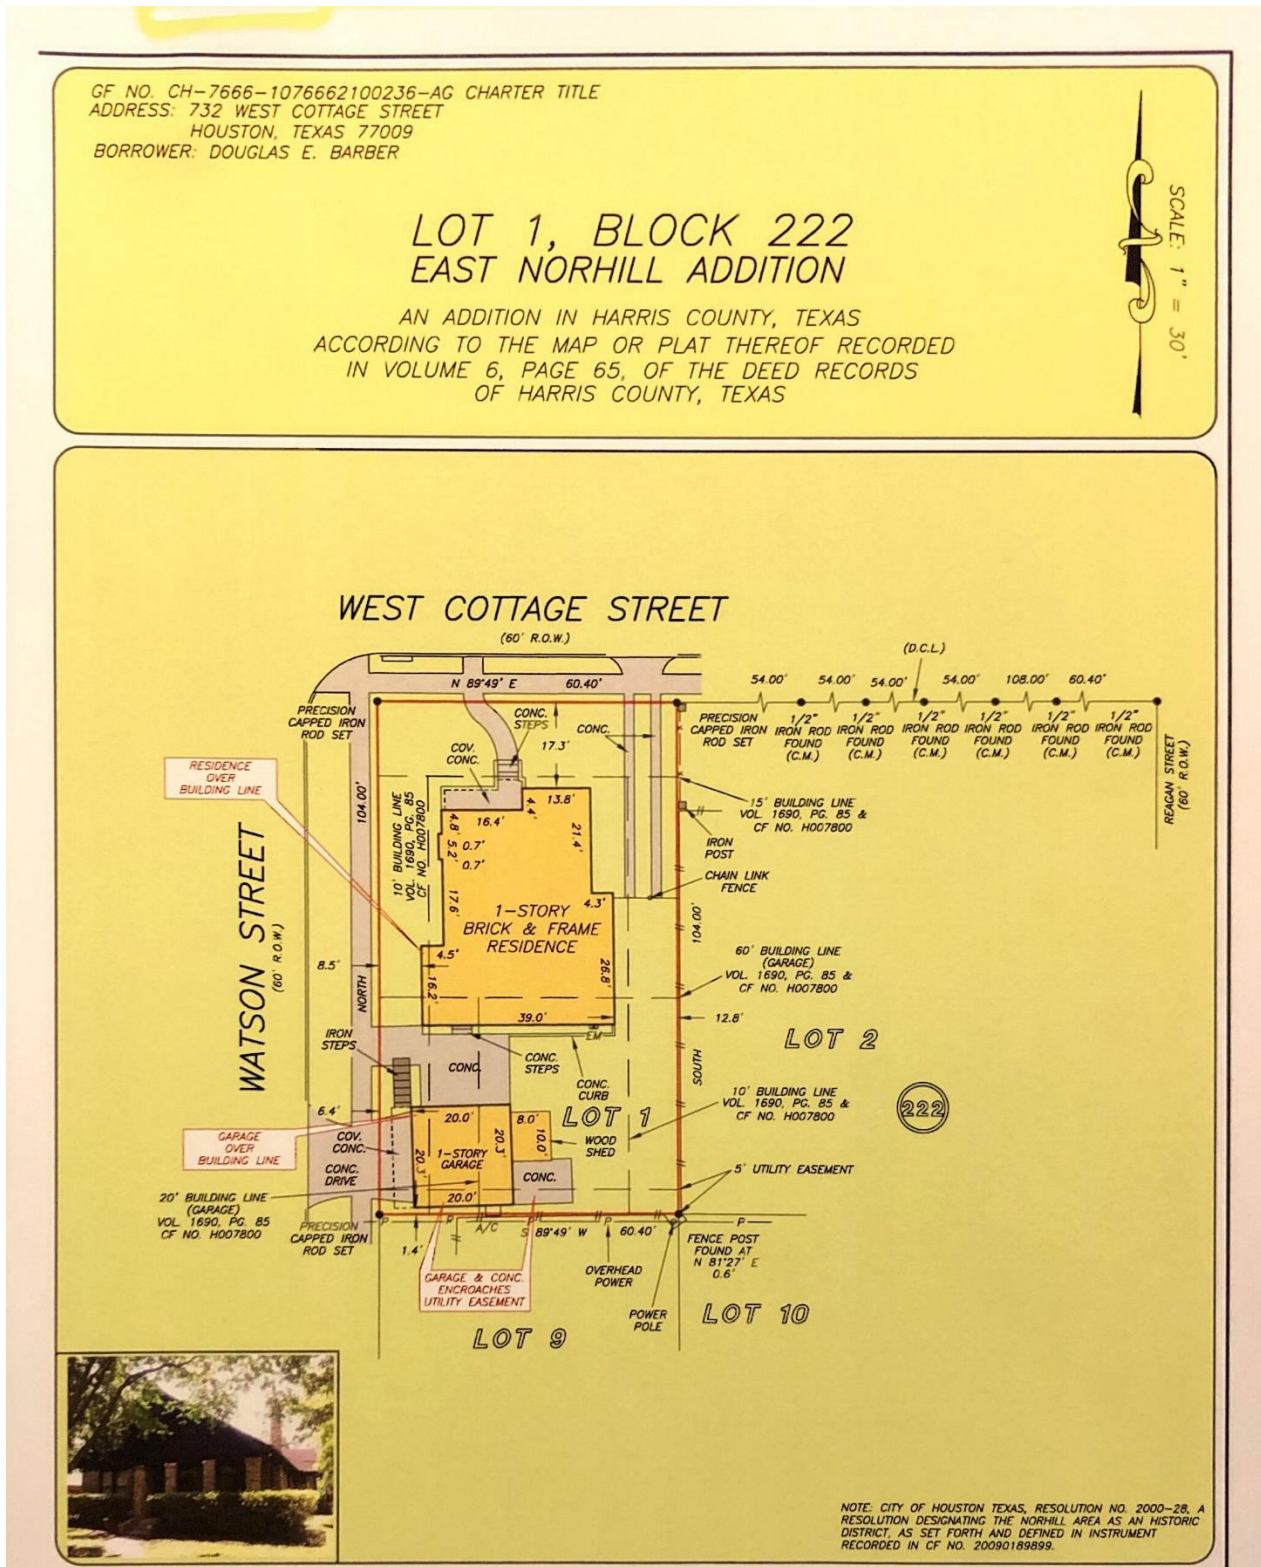 GF NO. CH-7666-1076662100236-AG CHARTER TITLE
ADDRESS: 732 WEST COTTAGE STREET
HOUSTON, TEXAS 77009
BORROWER: DOUGLAS E. BARBER
LOT 1, BLOCK 222
EAST NORHILL ADDITION
AN ADDITION IN HARRIS COUNTY, TEXAS
ACCORDING TO THE MAP OR PLAT THEREOF RECORDED
IN VOLUME 6, PAGE 65, OF THE DEED RECORDS
OF HARRIS COUNTY, TEXAS
SCALE: 1" = 30'
WEST COTTAGE STREET
(60' R.O.W.)
(D.C.L.)
N 89°49' E 60.40'
54.00' 54.00' 54.00' 54.00' 108.00' 60.40'
PRECISION
CAPPED IRON
ROD SET
CONC.
STEPS
17.3'
CONC.
PRECISION
CAPPED IRON
ROD SET
1/2"
IRON ROD
FOUND
(C.M.)
1/2"
IRON ROD
FOUND
(C.M.)
1/2"
IRON ROD
FOUND
(C.M.)
1/2"
IRON ROD
FOUND
(C.M.)
1/2"
IRON ROD
FOUND
(C.M.)
1/2"
IRON ROD
FOUND
(C.M.)
REAGAN STREET
(60' R.O.W.)
COV.
CONC.
RESIDENCE
OVER
BUILDING LINE
104.00'
10' BUILDING LINE
VOL. 1690, PG. 85
CF NO. H007800
13.8'
4.4'
16.4'
4.8'
5.2'
0.7'
0.7'
21.4'
15' BUILDING LINE
VOL. 1690, PG. 85 &
CF NO. H007800
IRON
POST
CHAIN LINK
FENCE
WATSON STREET
(60' R.O.W.)
17.6'
4.3'
1-STORY
BRICK & FRAME
RESIDENCE
104.00'
4.5'
8.5'
16.2'
26.8'
NORTH
60' BUILDING LINE
(GARAGE)
VOL. 1690, PG. 85 &
CF NO. H007800
39.0'
12.8'
EM
IRON
STEPS
CONC.
CONC.
STEPS
CONC.
CURB
SOUTH
LOT 2
222
10' BUILDING LINE
VOL. 1690, PG. 85 &
CF NO. H007800
6.4'
20.0'
8.0'
LOT 1
GARAGE
OVER
BUILDING LINE
COV.
CONC.
CONC.
DRIVE
20.3'
1-STORY
GARAGE
20.3'
10.0'
WOOD
SHED
CONC.
5' UTILITY EASEMENT
20' BUILDING LINE
(GARAGE)
VOL. 1690, PG. 85
CF NO. H007800
20.0'
PRECISION
CAPPED IRON
ROD SET
P P P P
A/C
S 89°49' W 60.40'
1.4'
FENCE POST
FOUND AT
N 81°27' E
0.6'
GARAGE & CONC.
ENCROACHES
UTILITY EASEMENT
OVERHEAD
POWER
POWER
POLE
LOT 9
LOT 10
NOTE: CITY OF HOUSTON TEXAS, RESOLUTION NO. 2000-28, A
RESOLUTION DESIGNATING THE NORHILL AREA AS AN HISTORIC
DISTRICT, AS SET FORTH AND DEFINED IN INSTRUMENT
RECORDED IN CF NO. 20090189899.